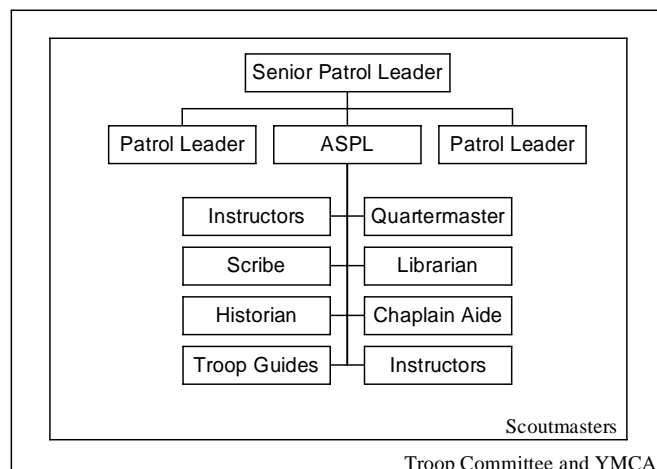 Senior Patrol Leader
Patrol Leader
ASPL
Patrol Leader
Instructors
Quartermaster
Scribe
Librarian
Historian
Chaplain Aide
Troop Guides
Instructors
Scoutmasters
Troop Committee and YMCA